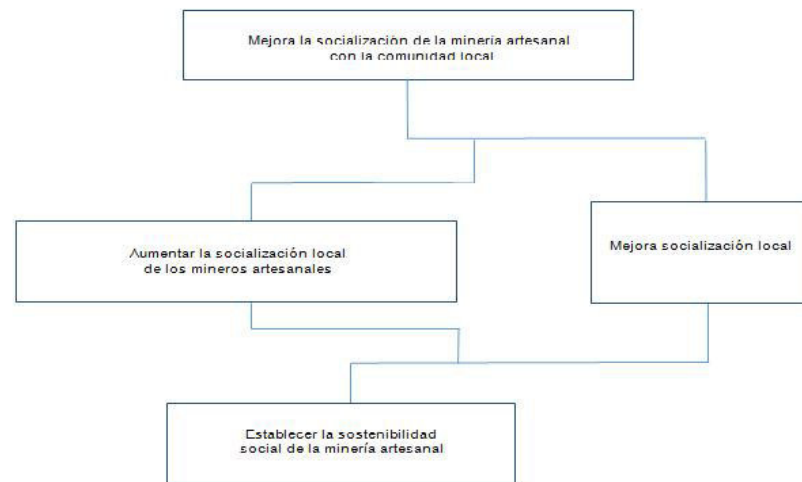 Mejora la socialización de la minería artesanal
con la comunidad local
Aumentar la socialización local
de los mineros artesanales
Mejora socialización local
Establecer la sostenibilidad
social de la minería artesanal